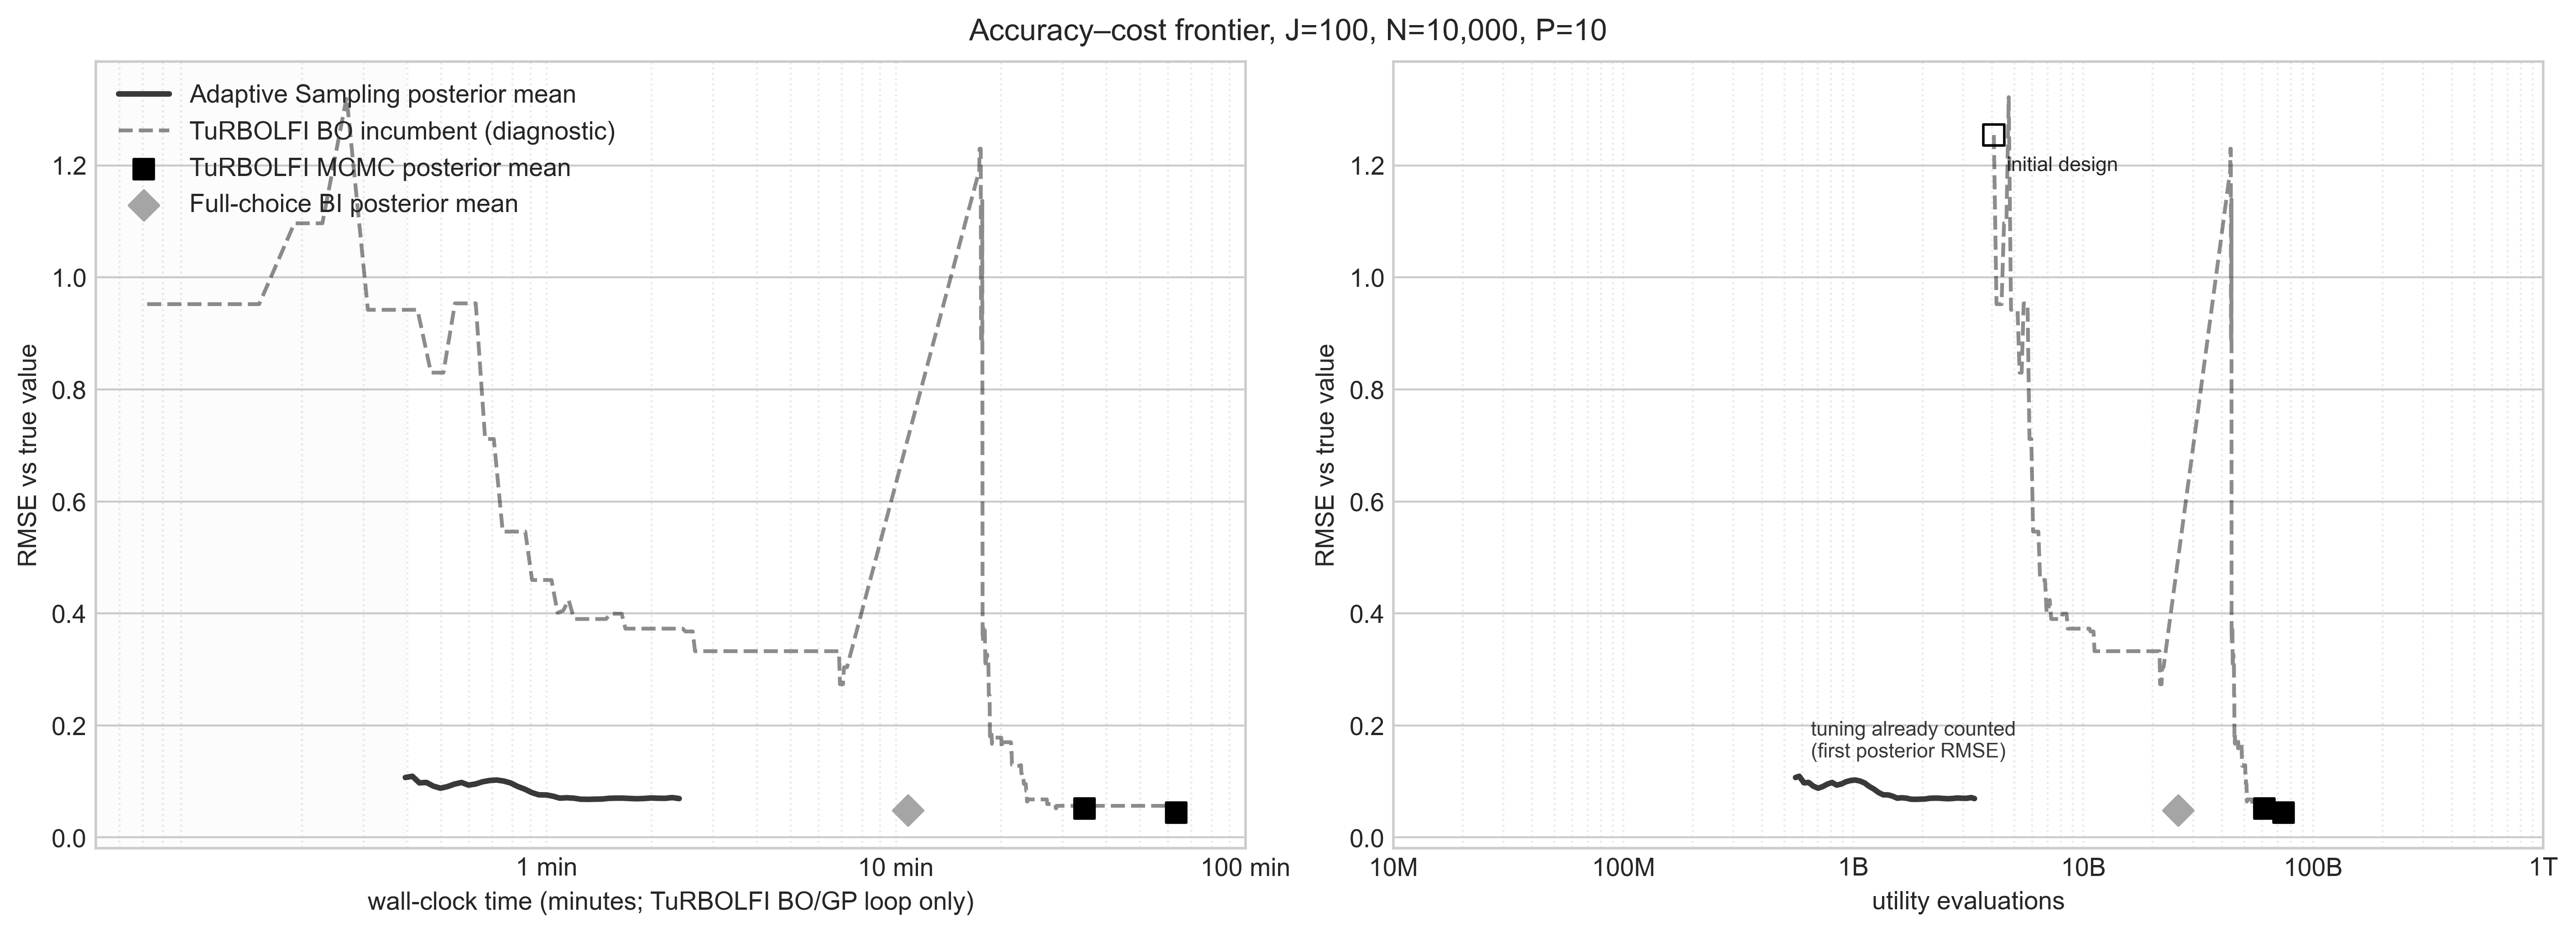 Accuracy–cost frontier, J=100, N=10,000, P=10
Adaptive Sampling posterior mean
TuRBOLFI BO incumbent (diagnostic)
TuRBOLFI MCMC posterior mean
Full-choice BI posterior mean
RMSE vs true value
1.2
1.0
0.8
0.6
0.4
0.2
0.0
1 min
10 min
100 min
wall-clock time (minutes; TuRBOLFI BO/GP loop only)
RMSE vs true value
1.2
1.0
0.8
0.6
0.4
0.2
0.0
initial design
tuning already counted
(first posterior RMSE)
10M
100M
1B
10B
100B
1T
utility evaluations